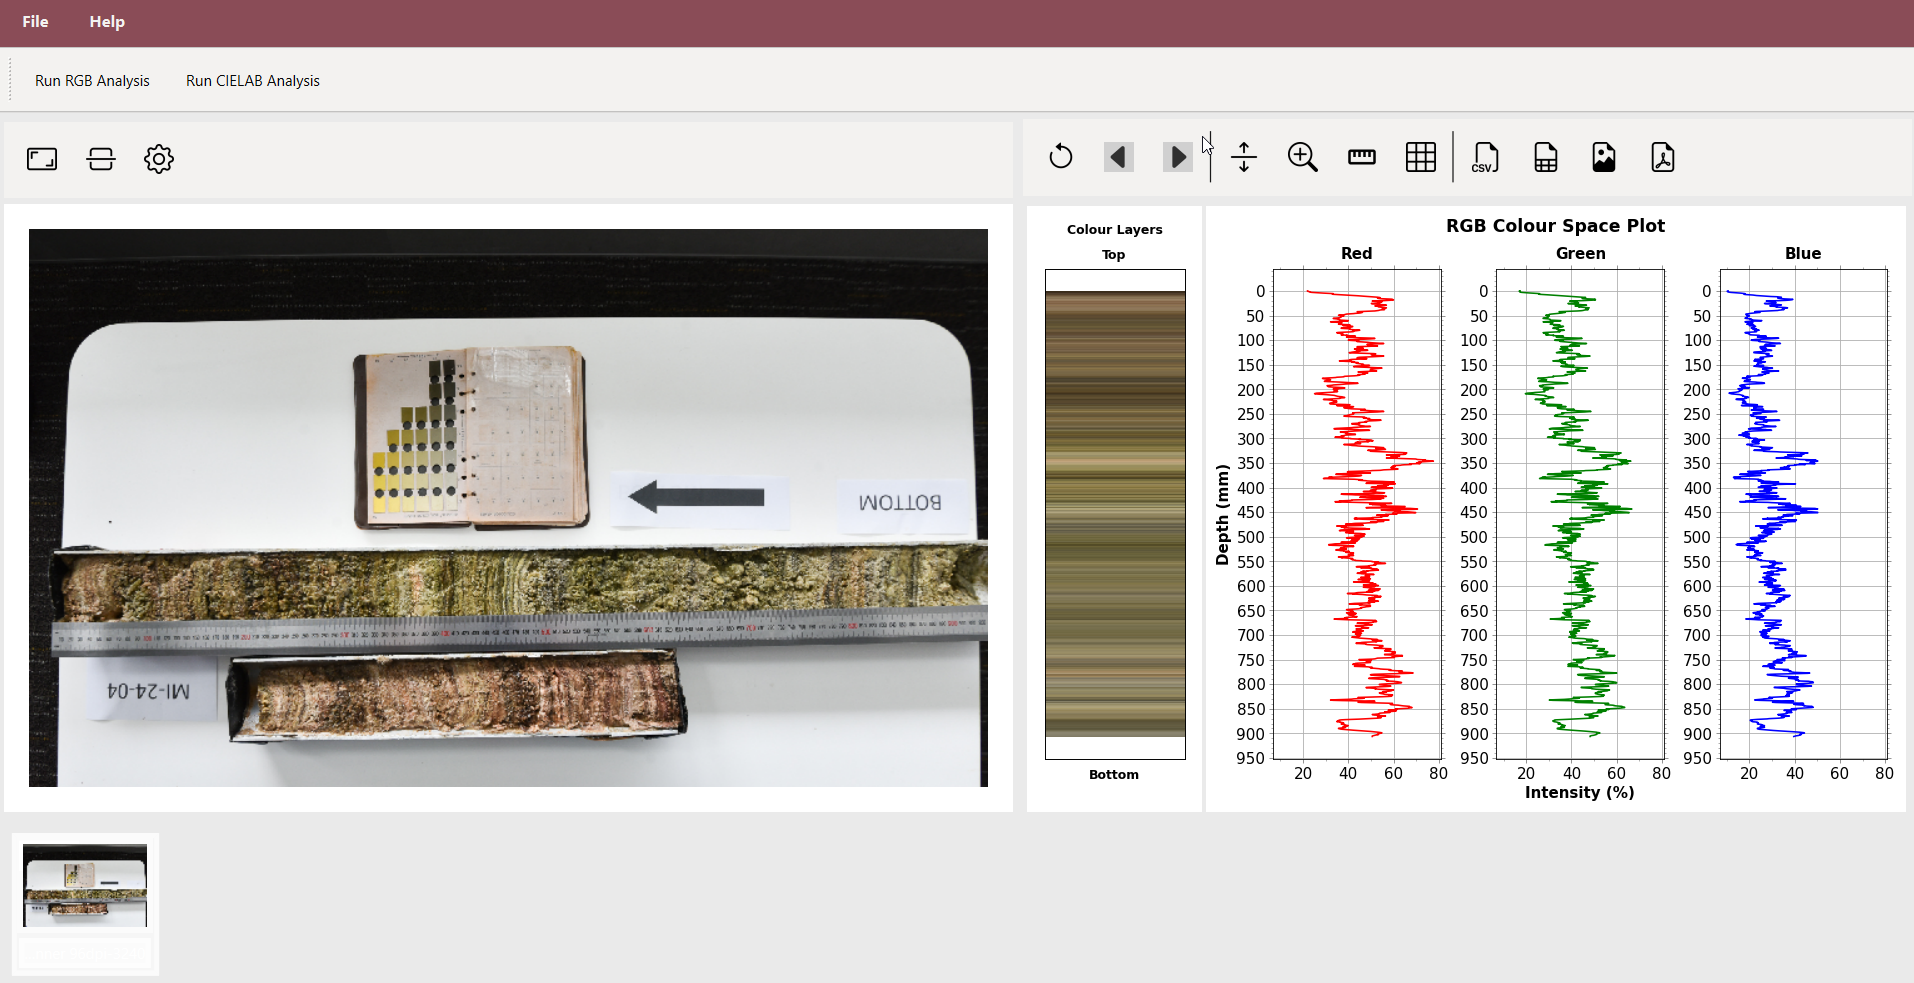 File Help
Run RGB Analysis Run CIELAB Analysis
CSV
BOTTOM
MI-24-04
Colour Layers
Top
Bottom
RGB Colour Space Plot
Red Green Blue
0 0 0
50 50 50
100 100 100
150 150 150
200 200 200
250 250 250
300 300 300
350 350 350
400 400 400
450 450 450
500 500 500
550 550 550
600 600 600
650 650 650
700 700 700
750 750 750
800 800 800
850 850 850
900 900 900
950 950 950
20 40 60 80 20 40 60 80 20 40 60 80
Depth (mm)
Intensity (%)